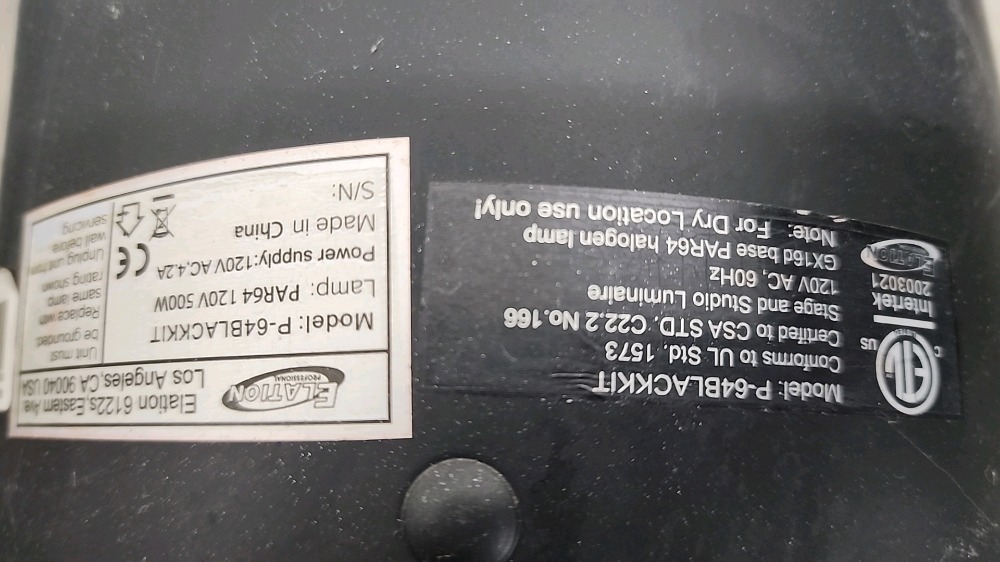 ELATION
PROFESSIONAL
Elation 6122s,Eastern Ave
Los Angeles,CA 90040 USA
Model: P-64BLACKKIT
Lamp: PAR64 120V 500W
Power supply:120V AC,4.2A
Made in China
S/N:
CE
Unit must
be grounded.
Replace with
same lamp
rating shown
Unplug unit from
wall before
servicing
ETL
C US
LISTED
Intertek
2003021
ELATION
Model: P-64BLACKKIT
Conforms to UL Std. 1573
Certified to CSA STD. C22.2 No.166
Stage and Studio Luminaire
120V AC, 60Hz
GX16d base PAR64 halogen lamp
Note: For Dry Location use only!